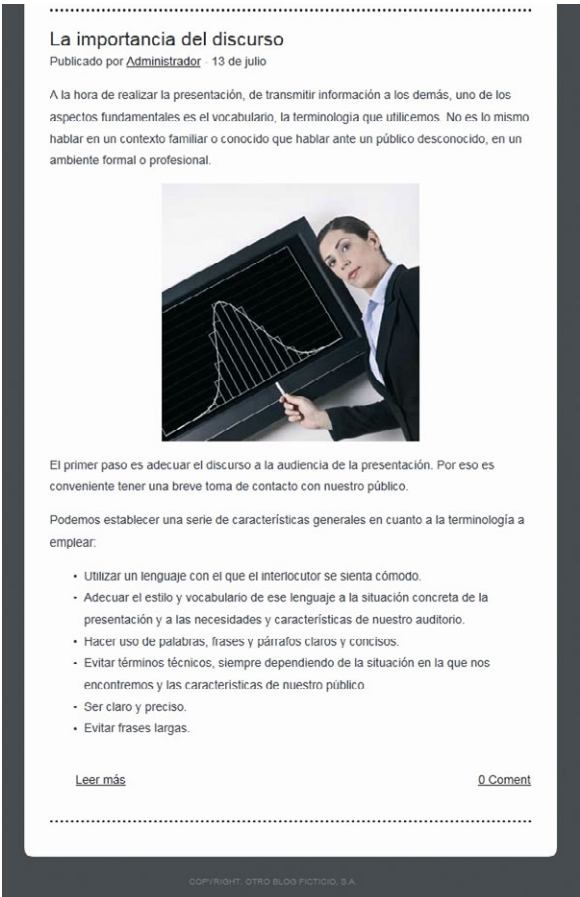 La importancia del discurso
Publicado por Administrador - 13 de julio
A la hora de realizar la presentación, de transmitir información a los demás, uno de los
aspectos fundamentales es el vocabulario, la terminología que utilicemos. No es lo mismo
hablar en un contexto familiar o conocido que hablar ante un público desconocido, en un
ambiente formal o profesional.
El primer paso es adecuar el discurso a la audiencia de la presentación. Por eso es
conveniente tener una breve toma de contacto con nuestro público.
Podemos establecer una serie de características generales en cuanto a la terminología a
emplear:
• Utilizar un lenguaje con el que el interlocutor se sienta cómodo.
• Adecuar el estilo y vocabulario de ese lenguaje a la situación concreta de la
presentación y a las necesidades y características de nuestro auditorio.
• Hacer uso de palabras, frases y párrafos claros y concisos.
• Evitar términos técnicos, siempre dependiendo de la situación en la que nos
encontremos y las características de nuestro público
• Ser claro y preciso.
• Evitar frases largas.
Leer más
0 Coment
COPYRIGHT. OTRO BLOG FICTICIO, S.A.